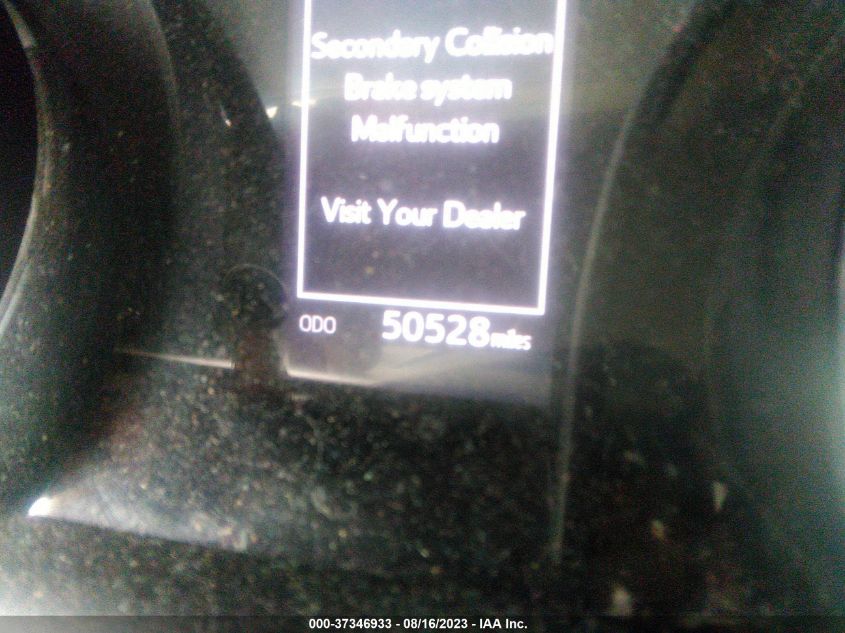 Secondary Collision
Brake system
Malfunction
Visit Your Dealer
ODO 50528 miles
000-37346933 - 08/16/2023 - IAA Inc.